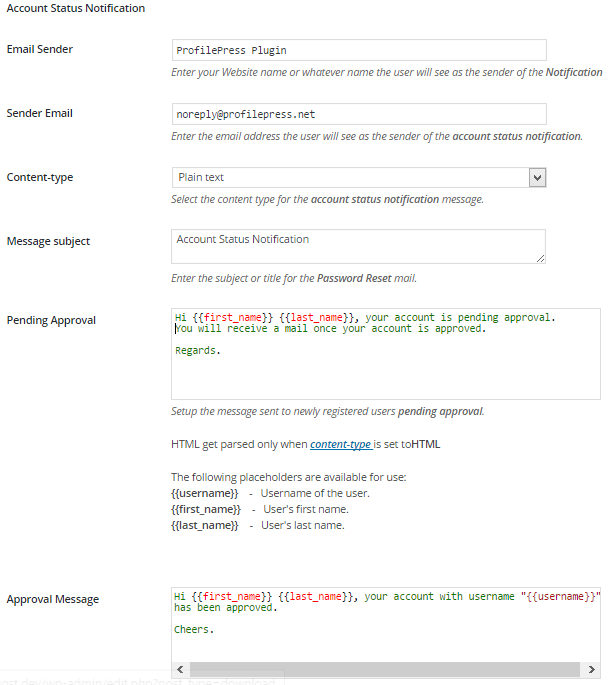 Account Status Notification
Email Sender
ProfilePress Plugin
Enter your Website name or whatever name the user will see as the sender of the Notification
Sender Email
noreply@profilepress.net
Enter the email address the user will see as the sender of the account status notification.
Content-type
Plain text
Select the content type for the account status notification message.
Message subject
Account Status Notification
Enter the subject or title for the Password Reset mail.
Pending Approval
Hi {{first_name}} {{last_name}}, your account is pending approval.
You will receive a mail once your account is approved.
Regards.
Setup the message sent to newly registered users pending approval.
HTML get parsed only when content-type is set toHTML
The following placeholders are available for use:
{{username}} - Username of the user.
{{first_name}} - User's first name.
{{last_name}} - User's last name.
Approval Message
Hi {{first_name}} {{last_name}}, your account with username "{{username}}"
has been approved.
Cheers.